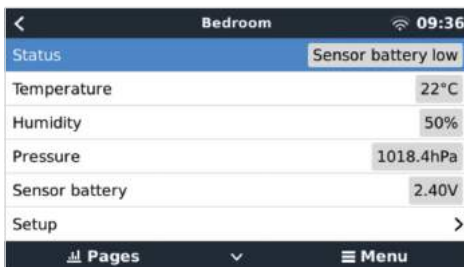 Bedroom 09:36
Status Sensor battery low
Temperature 22°C
Humidity 50%
Pressure 1018.4hPa
Sensor battery 2.40V
Setup
Pages Menu